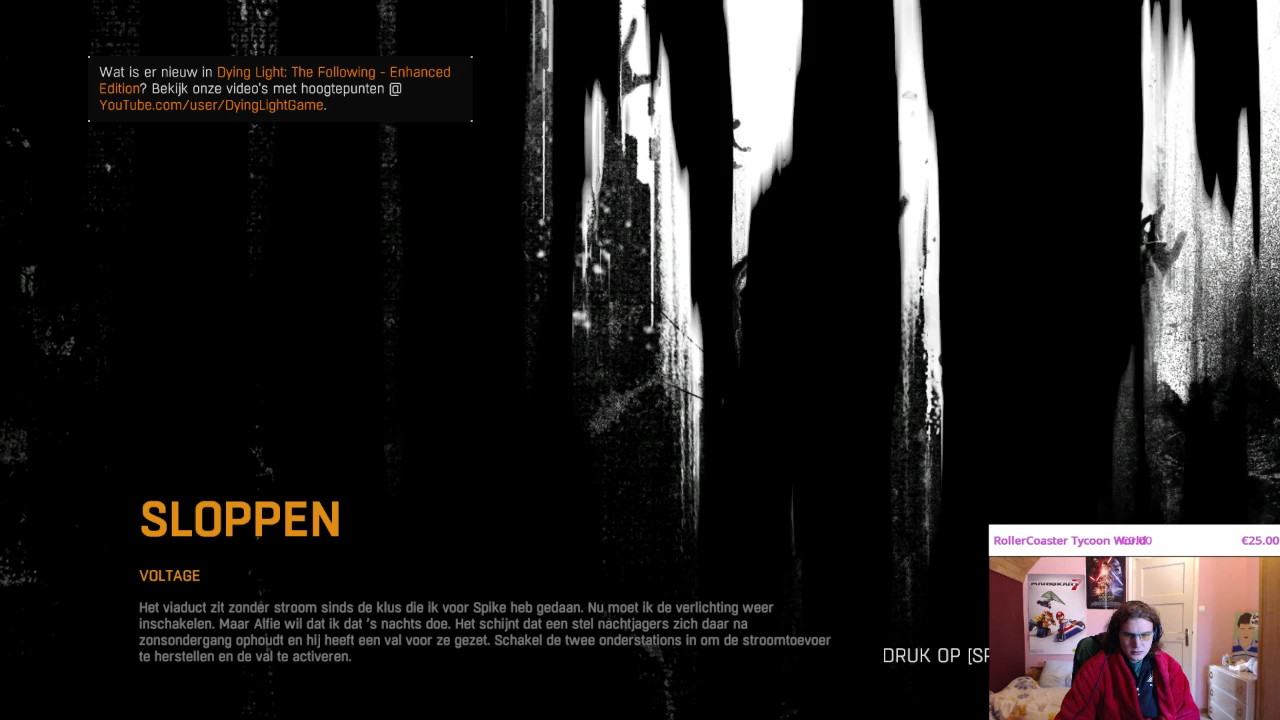 Wat is er nieuw in Dying Light: The Following - Enhanced
Edition? Bekijk onze video's met hoogtepunten @
YouTube.com/user/DyingLightGame.
SLOPPEN
VOLTAGE
Het viaduct zit zonder stroom sinds de klus die ik voor Spike heb gedaan. Nu moet ik de verlichting weer
inschakelen. Maar Alfie wil dat ik dat 's nachts doe. Het schijnt dat een stel nachtjagers zich daar na
zonsondergang ophoudt en hij heeft een val voor ze gezet. Schakel de twee onderstations in om de stroomtoevoer
te herstellen en de val te activeren.
DRUK OP [SP
RollerCoaster Tycoon World €25.00
MARIOKART 7